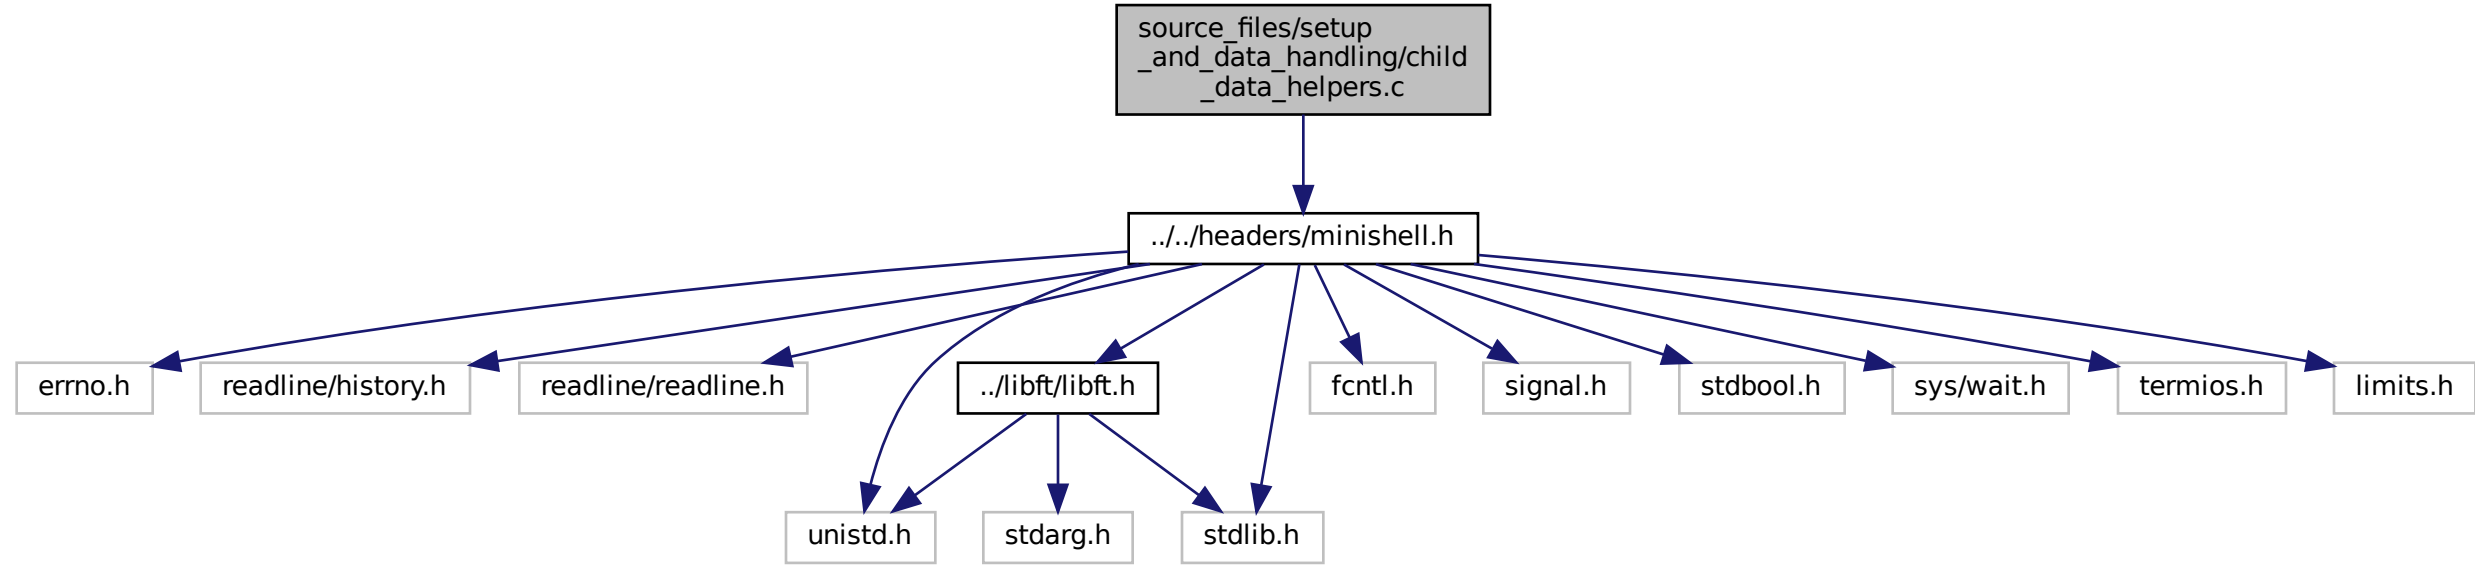 source_files/setup
_and_data_handling/child
_data_helpers.c
../../headers/minishell.h
errno.h
readline/history.h
readline/readline.h
../libft/libft.h
fcntl.h
signal.h
stdbool.h
sys/wait.h
termios.h
limits.h
unistd.h
stdarg.h
stdlib.h